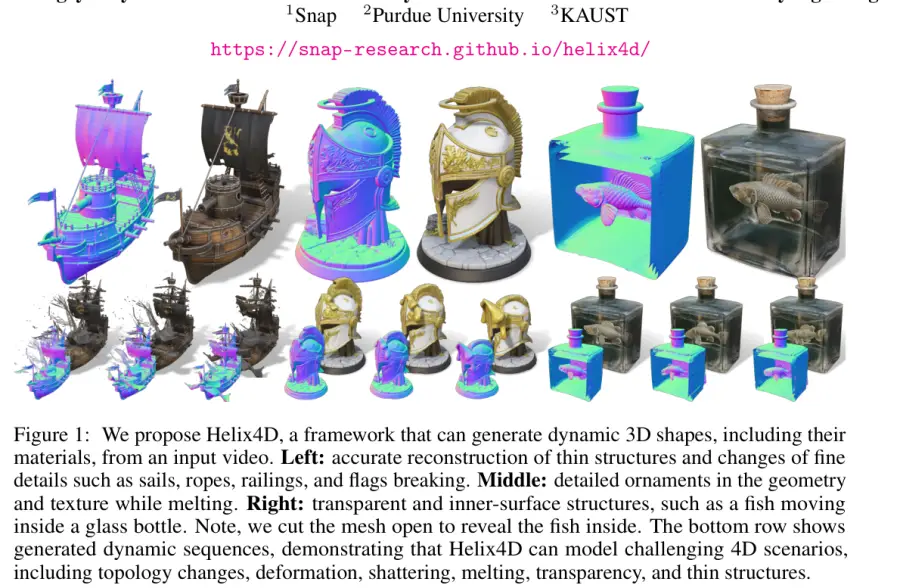 ¹Snap ²Purdue University ³KAUST
https://snap-research.github.io/helix4d/
Figure 1: We propose Helix4D, a framework that can generate dynamic 3D shapes, including their
materials, from an input video. Left: accurate reconstruction of thin structures and changes of fine
details such as sails, ropes, railings, and flags breaking. Middle: detailed ornaments in the geometry
and texture while melting. Right: transparent and inner-surface structures, such as a fish moving
inside a glass bottle. Note, we cut the mesh open to reveal the fish inside. The bottom row shows
generated dynamic sequences, demonstrating that Helix4D can model challenging 4D scenarios,
including topology changes, deformation, shattering, melting, transparency, and thin structures.